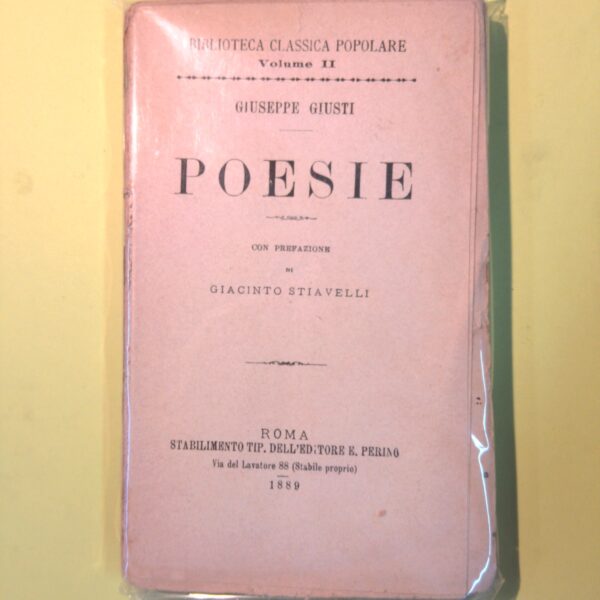 BIBLIOTECA CLASSICA POPOLARE
Volume II
GIUSEPPE GIUSTI
POESIE
CON PREFAZIONE
DI
GIACINTO STIAVELLI
ROMA
STABILIMENTO TIP. DELL'EDITORE E. PERINO
Via del Lavatore 88 (Stabile proprio)
1889